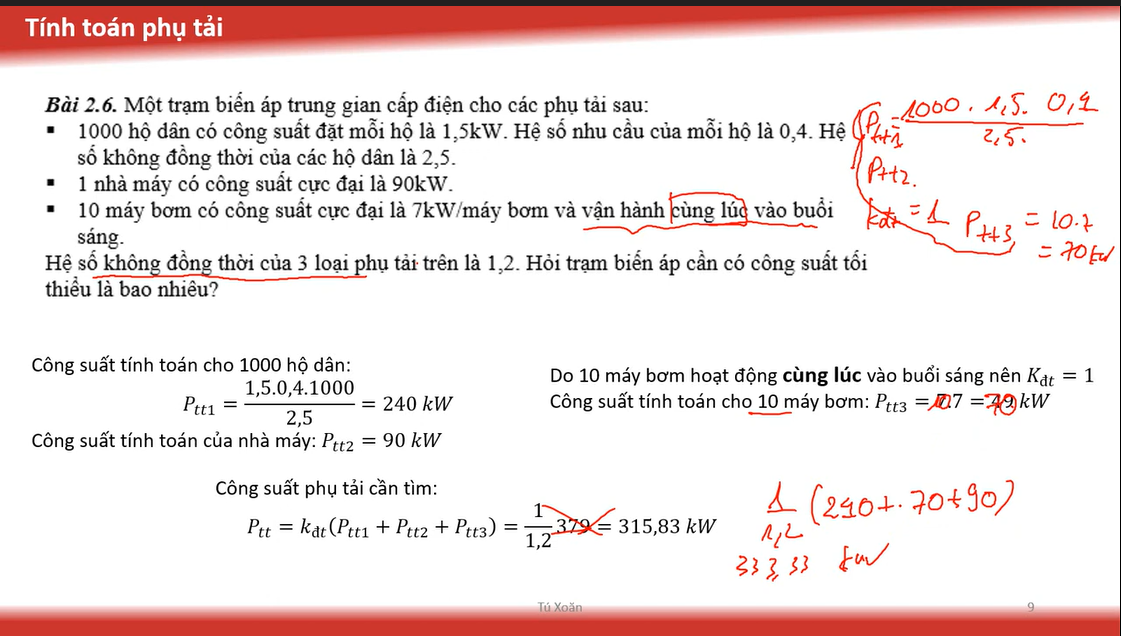 Tính toán phụ tải
Bài 2.6. Một trạm biến áp trung gian cấp điện cho các phụ tải sau:
▪ 1000 hộ dân có công suất đặt mỗi hộ là 1,5kW. Hệ số nhu cầu của mỗi hộ là 0,4. Hệ
số không đồng thời của các hộ dân là 2,5.
▪ 1 nhà máy có công suất cực đại là 90kW.
▪ 10 máy bơm có công suất cực đại là 7kW/máy bơm và vận hành cùng lúc vào buổi
sáng.
Hệ số không đồng thời của 3 loại phụ tải trên là 1,2. Hỏi trạm biến áp cần có công suất tối
thiểu là bao nhiêu?
Ptt1 = 1000 . 1,5. 0,4
2,5.
Ptt2.
kđt = 1 Ptt3 = 10.7
= 70 kW
Công suất tính toán cho 1000 hộ dân:
Ptt1 = 1,5.0,4.1000 / 2,5 = 240 kW
Công suất tính toán của nhà máy: Ptt2 = 90 kW
Do 10 máy bơm hoạt động cùng lúc vào buổi sáng nên Kđt = 1
Công suất tính toán cho 10 máy bơm: Ptt3 = 10.7 = 70 kW
Công suất phụ tải cần tìm:
Ptt = kđt(Ptt1 + Ptt2 + Ptt3) = 1/1,2 379 = 315,83 kW
1/1,2 (240 + 70 + 90)
333,33 kW
Tú Xoăn
9